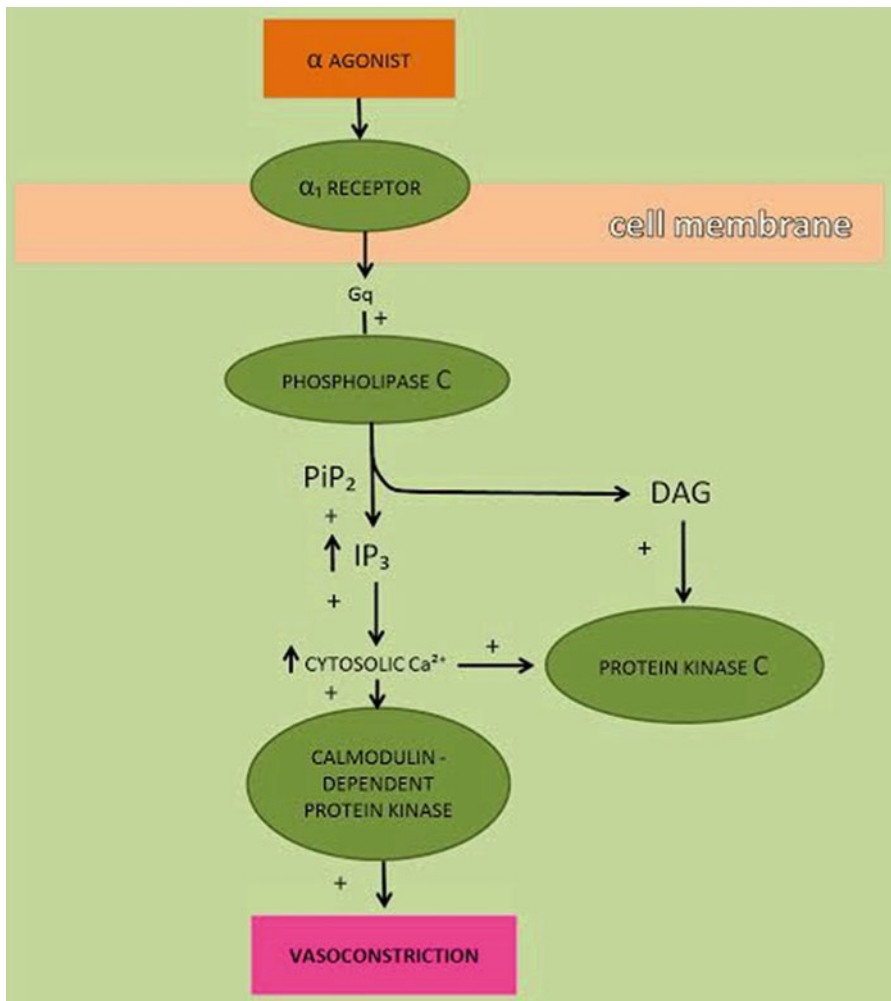 α AGONIST
α₁ RECEPTOR
cell membrane
Gq
+
PHOSPHOLIPASE C
PiP₂
DAG
+
+
↑ IP₃
+
+
↑ CYTOSOLIC Ca²⁺
PROTEIN KINASE C
+
CALMODULIN -
DEPENDENT
PROTEIN KINASE
+
VASOCONSTRICTION